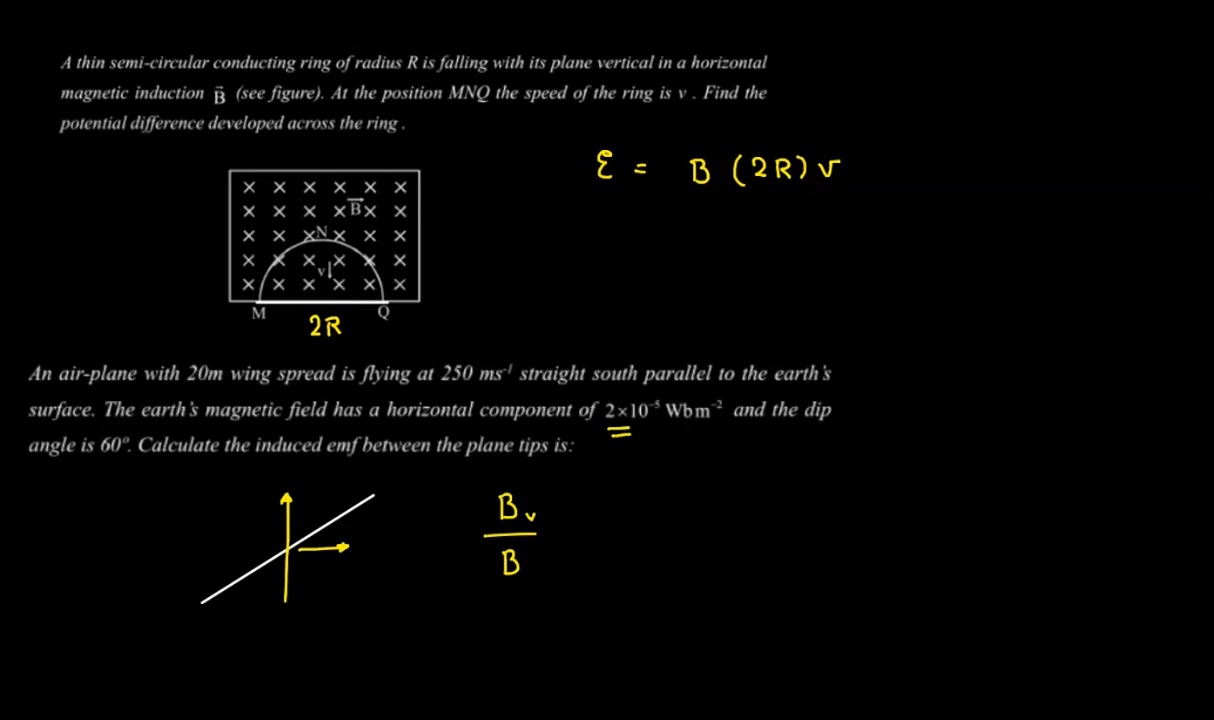 A thin semi-circular conducting ring of radius R is falling with its plane vertical in a horizontal
magnetic induction B⃗ (see figure). At the position MNQ the speed of the ring is v . Find the
potential difference developed across the ring .
ε = B (2R) v
× × × × × ×
× × × × B⃗ × ×
× × × N × × ×
× × × × × ×
v
× × × × × ×
M Q
2R
An air-plane with 20m wing spread is flying at 250 ms⁻¹ straight south parallel to the earth's
surface. The earth's magnetic field has a horizontal component of 2×10⁻⁵ Wbm⁻² and the dip
angle is 60°. Calculate the induced emf between the plane tips is:
Bᵥ
B